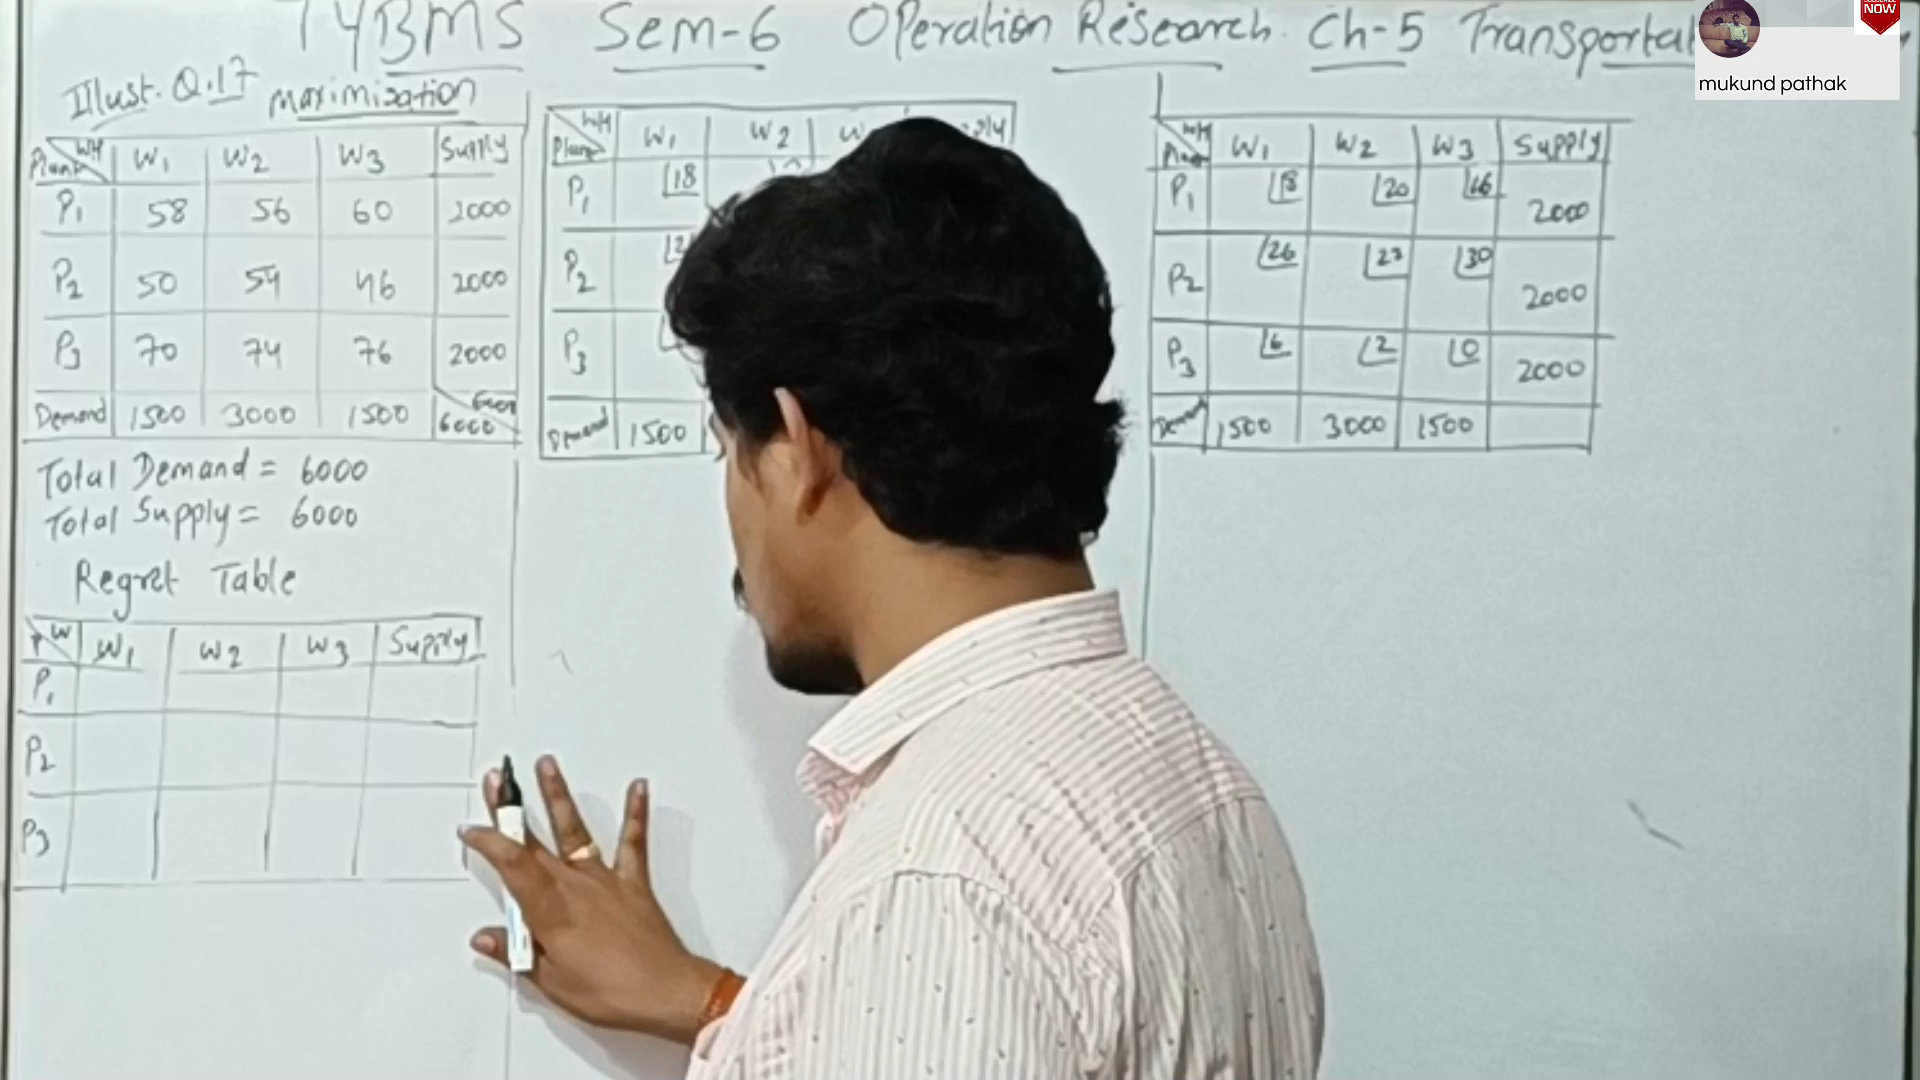 TYBMS Sem-6 Operation Research. Ch-5
NOW
mukund pathak
Illust. Q.17 Maximization
WH W1 W2 W3 Supply
Plant
P1 58 56 60 2000
P2 50 54 46 2000
P3 70 74 76 2000
Demand 1500 3000 1500 6000
6000
Total Demand = 6000
Total Supply = 6000
Regret Table
P W W1 W2 W3 Supply
P1
P2
P3
WH W1 W2
Plant
P1 18
P2
P3
Demand 1500
WH W1 W2 W3 Supply
Plant
P1 18 20 16 2000
P2 26 23 30 2000
P3 6 2 0 2000
Demand 1500 3000 1500